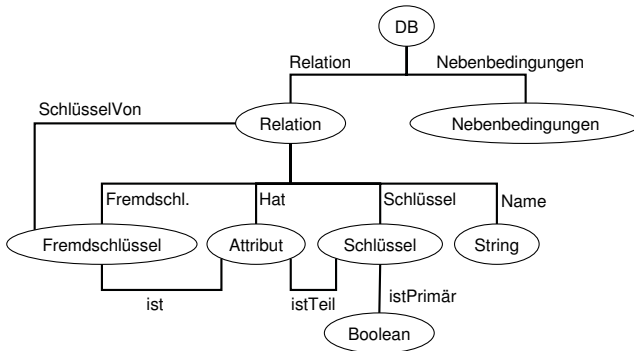 DB
Relation Nebenbedingungen
SchlüsselVon
Relation Nebenbedingungen
Fremdschl. Hat Schlüssel Name
Fremdschlüssel Attribut Schlüssel String
ist istTeil istPrimär
Boolean